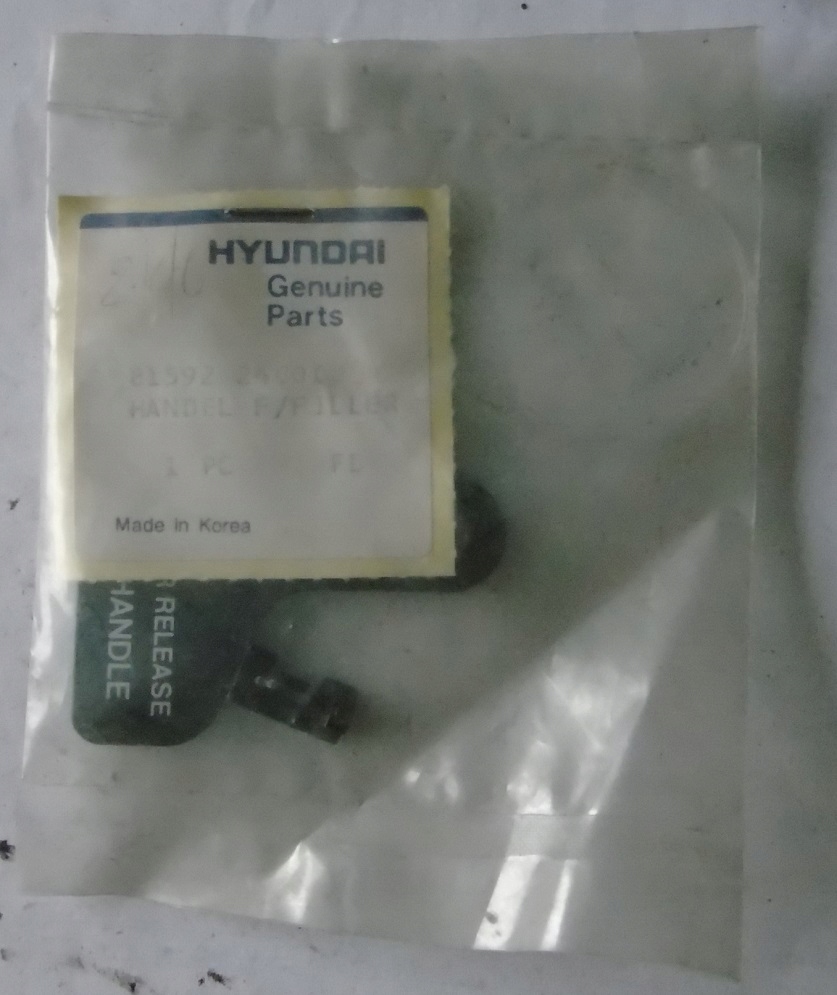 HYUNDAI
Genuine
Parts
81592
HANDEL F/FILLER
1 PC
Made in Korea
RELEASE
HANDLE